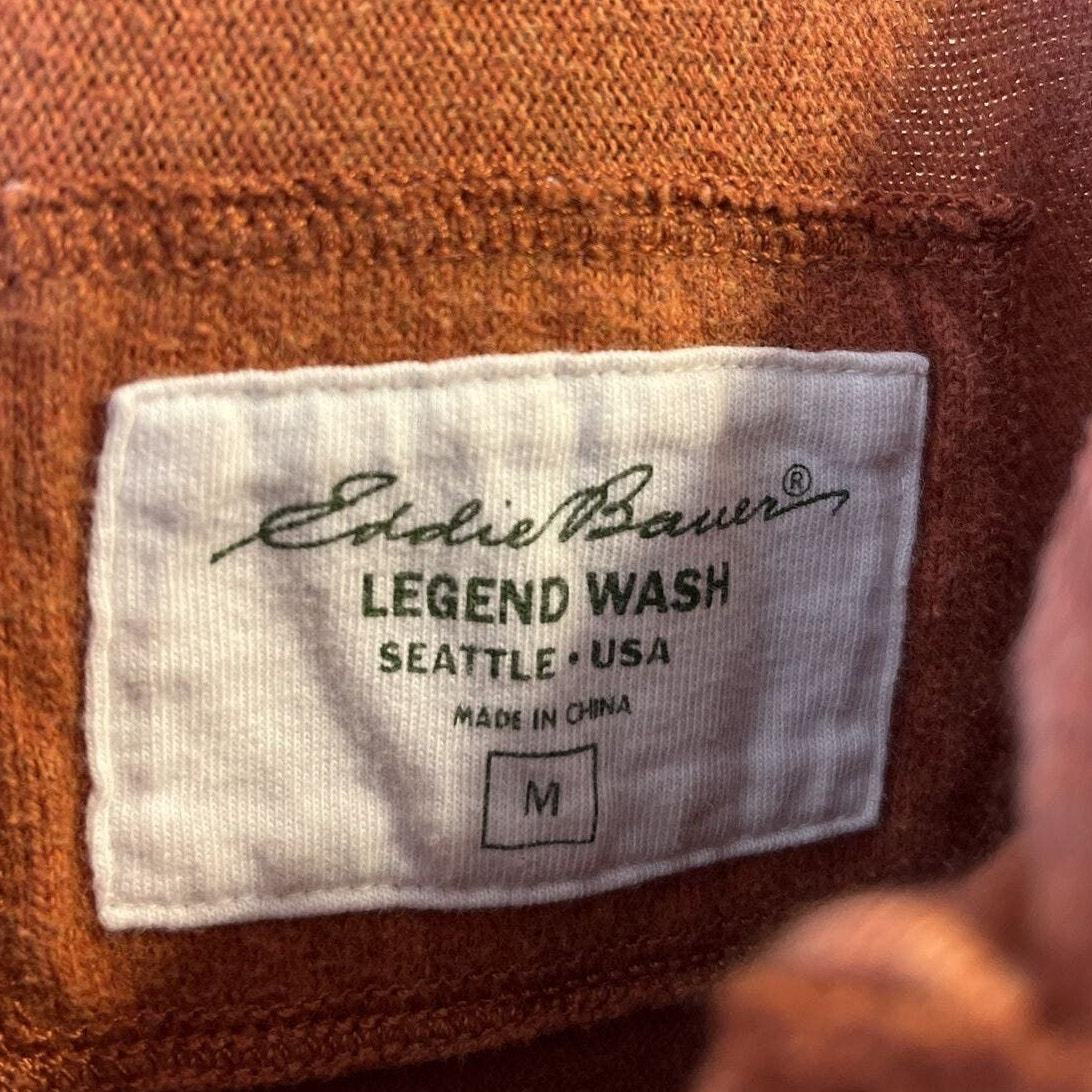 Eddie Bauer®
LEGEND WASH
SEATTLE • USA
MADE IN CHINA
M